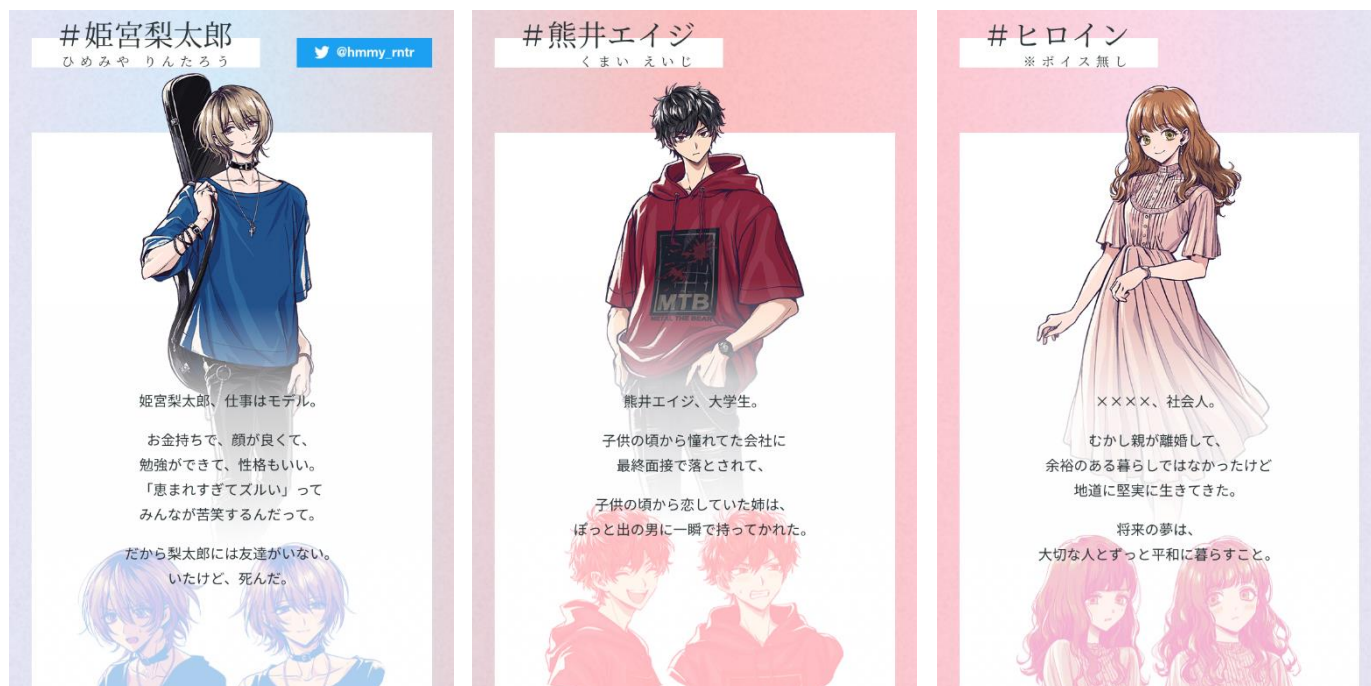 #姫宮梨太郎
ひめみや りんたろう
@hmmy_rntr
姫宮梨太郎、仕事はモデル。
お金持ちで、顔が良くて、
勉強ができて、性格もいい。
「恵まれすぎてズルい」って
みんなが苦笑するんだって。
だから梨太郎には友達がいない。
いたけど、死んだ。
#熊井エイジ
くまい えいじ
MTB
熊井エイジ、大学生。
子供の頃から憧れてた会社に
最終面接で落とされて、
子供の頃から恋していた姉は、
ぽっと出の男に一瞬で持ってかれた。
#ヒロイン
※ボイス無し
××××、社会人。
むかし親が離婚して、
余裕のある暮らしではなかったけど
地道に堅実に生きてきた。
将来の夢は、
大切な人とずっと平和に暮らすこと。